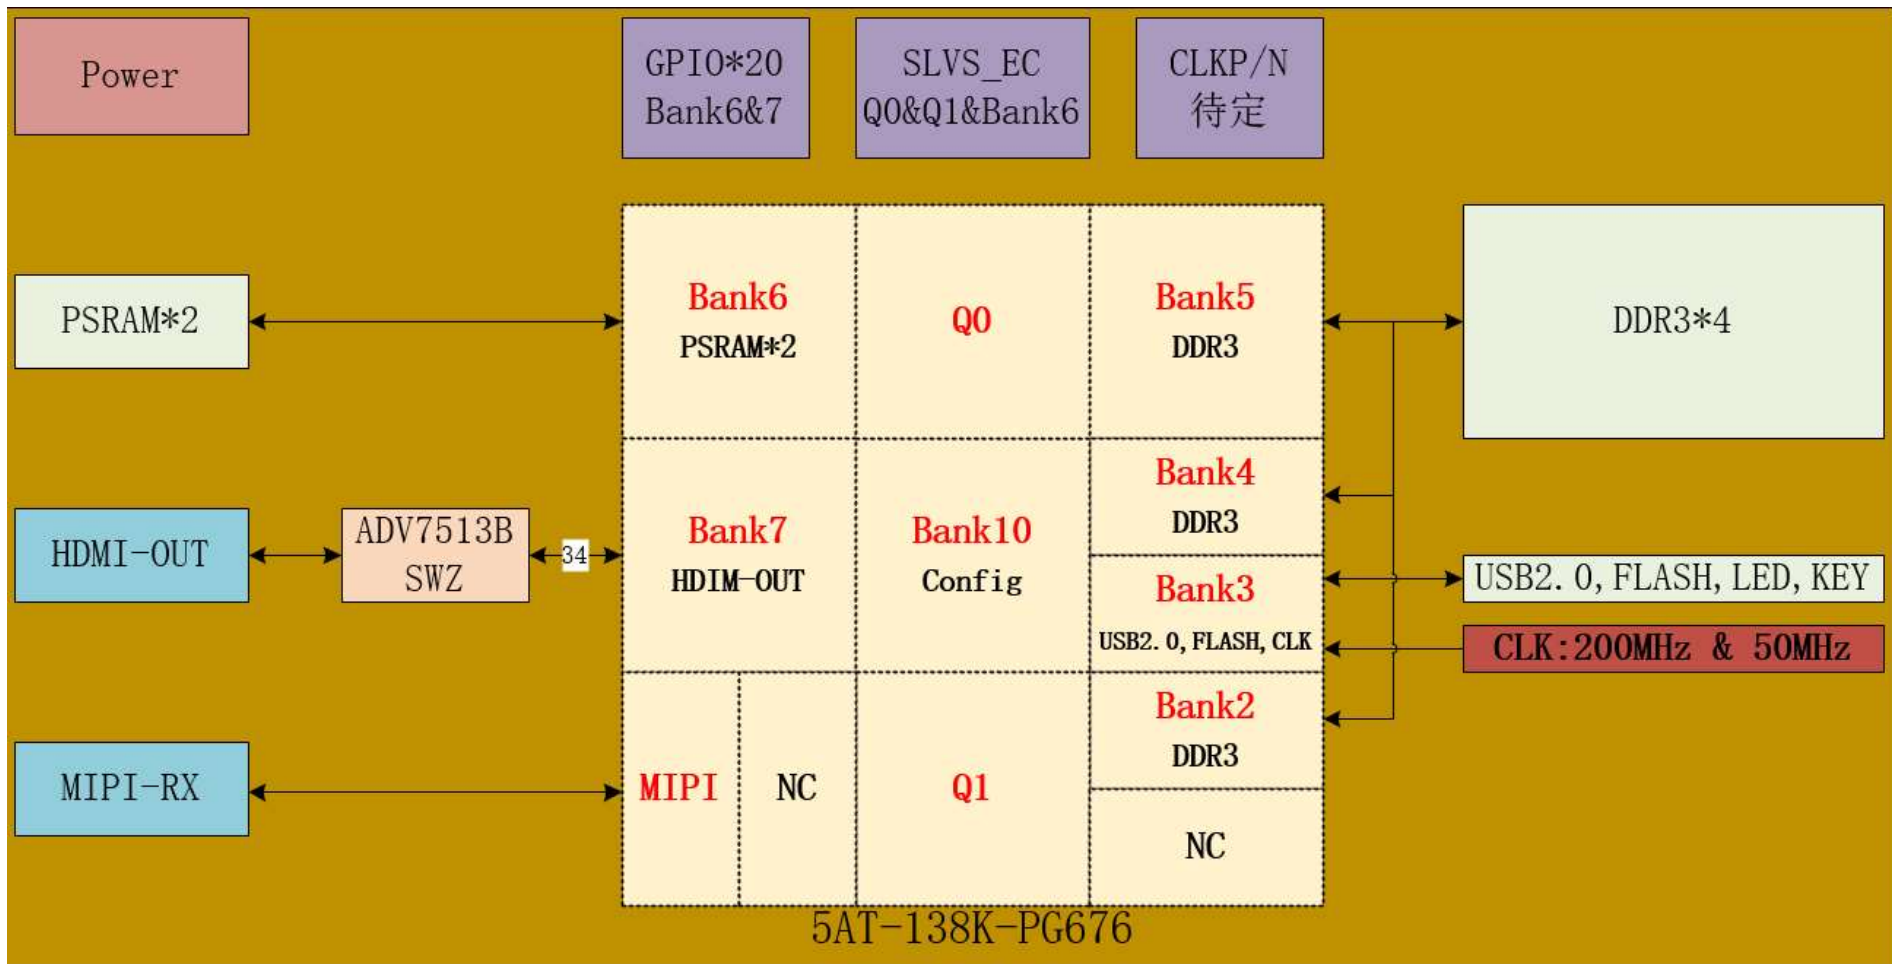 Power
GPIO*20
Bank6&7
SLVS_EC
Q0&Q1&Bank6
CLKP/N
待定
PSRAM*2
Bank6
PSRAM*2
Q0
Bank5
DDR3
DDR3*4
HDMI-OUT
ADV7513B
SWZ
34
Bank7
HDIM-OUT
Bank10
Config
Bank4
DDR3
Bank3
USB2.0,FLASH,CLK
USB2.0,FLASH,LED,KEY
CLK:200MHz & 50MHz
MIPI-RX
MIPI
NC
Q1
Bank2
DDR3
NC
5AT-138K-PG676